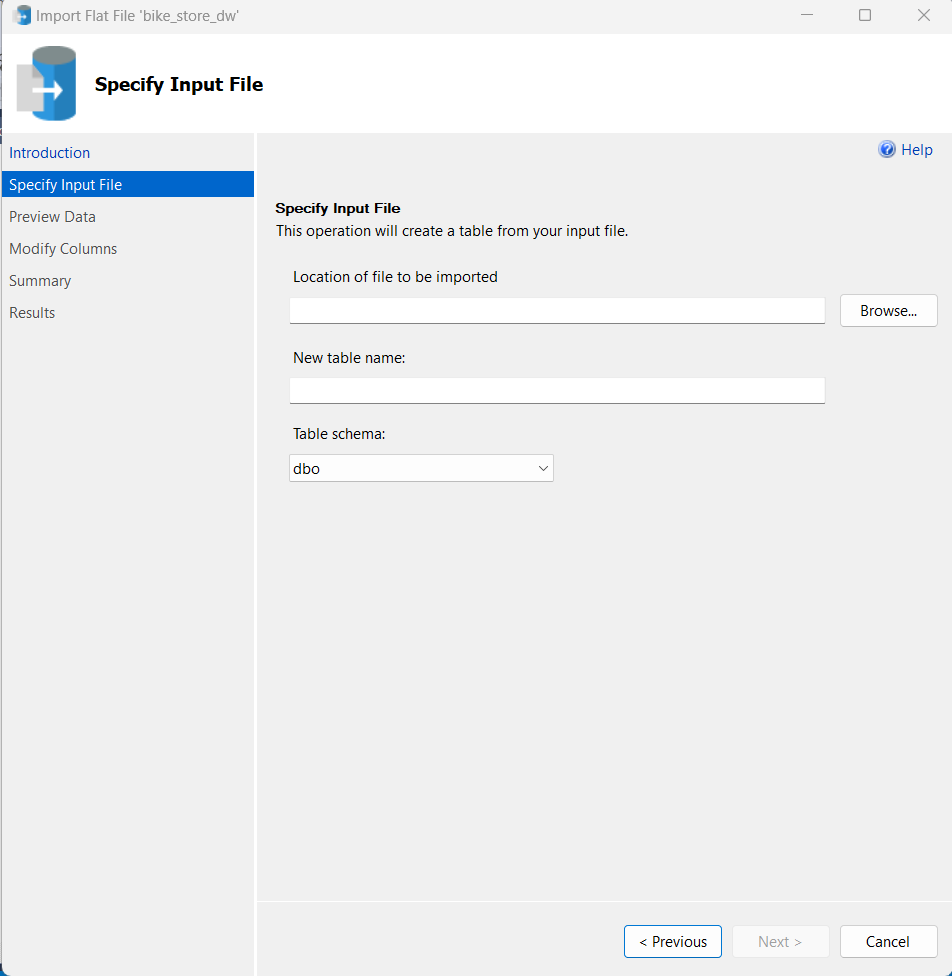 Import Flat File 'bike_store_dw'
Specify Input File
Introduction
Specify Input File
Preview Data
Modify Columns
Summary
Results
Help
Specify Input File
This operation will create a table from your input file.
Location of file to be imported
Browse...
New table name:
Table schema:
dbo
< Previous
Next >
Cancel